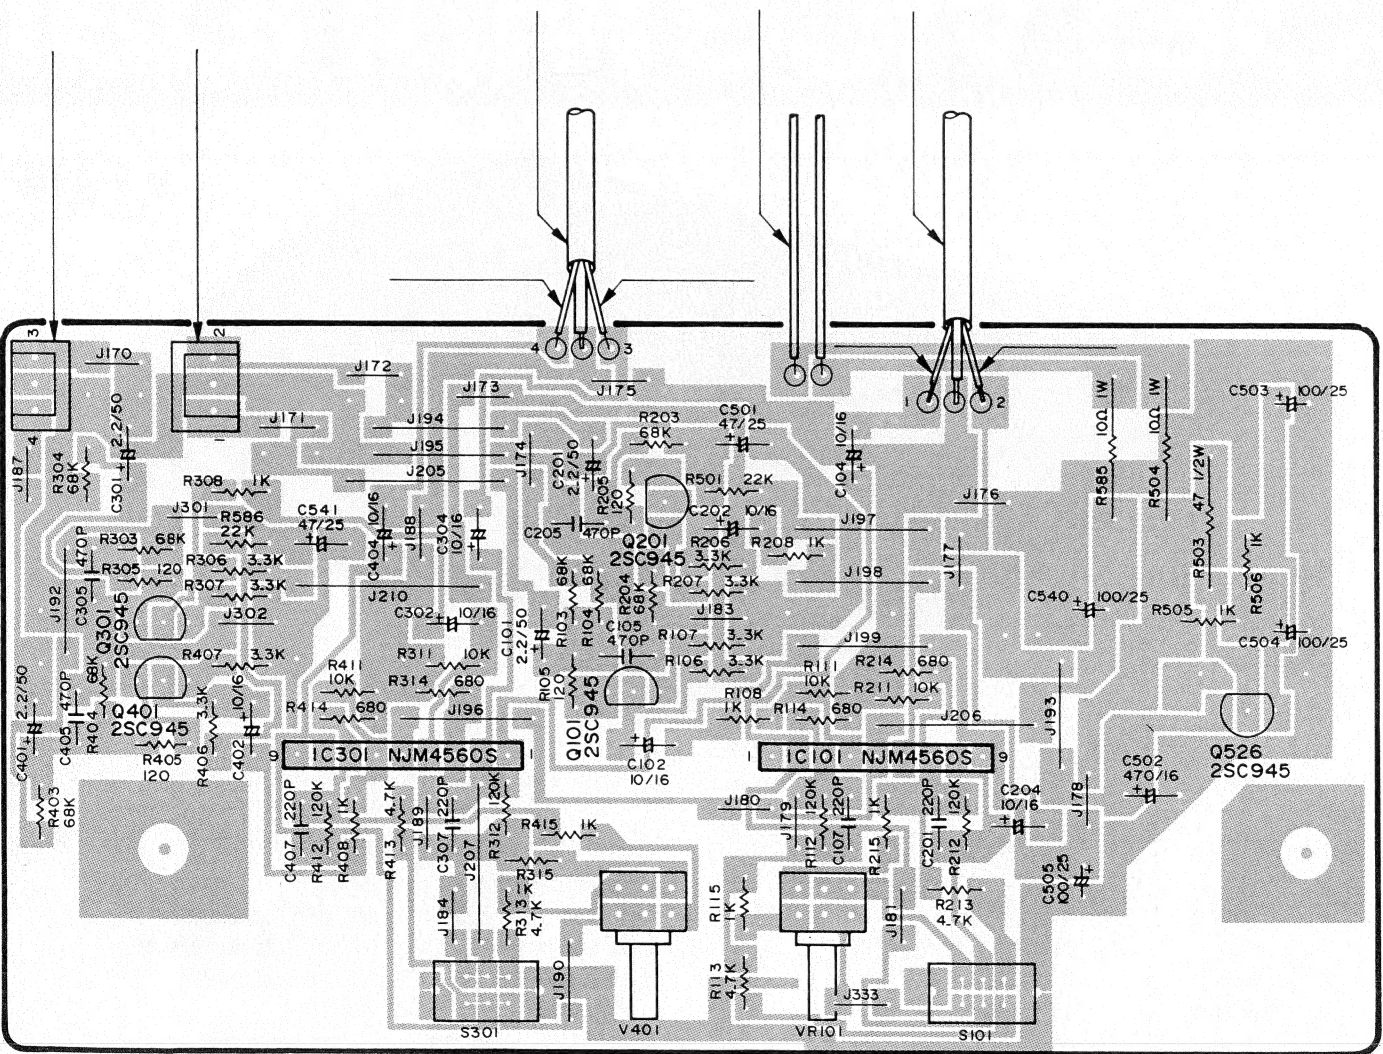 3
2
J170
J172
J173
4
3
J175
1
2
4
1
J187
R304
68K
C301
2.2/50
+
J171
J194
J195
J205
J174
C201
2.2/50
+
R205
120
R203
68K
C501
47/25
+
C104
10/16
+
R585
10Ω 1W
R504
10Ω 1W
C503
100/25
+
R503
47 1/2W
R506
1K
R308
1K
J301
R586
22K
C541
47/25
+
C404
10/16
+
J188
C304
10/16
+
C205
470P
R501
22K
C202
10/16
+
Q201
2SC945
R206
3.3K
R208
1K
J197
J176
J177
R303
68K
R305
120
C305
470P
J192
R306
3.3K
R307
3.3K
J302
J210
C302
10/16
+
C101
2.2/50
+
R103
68K
R104
68K
R204
68K
R207
3.3K
J183
J198
C540
100/25
+
R505
1K
C504
100/25
+
Q301
2SC945
C105
470P
R107
3.3K
R106
3.3K
J199
R407
3.3K
R411
10K
R311
10K
R314
680
R414
680
J196
R105
120
Q101
2SC945
R108
1K
R111
10K
R114
680
R214
680
R211
10K
J206
J193
C401
2.2/50
+
C405
470P
R404
68K
Q401
2SC945
R405
120
R406
3.3K
C402
10/16
C102
10/16
+
Q526
2SC945
C502
470/16
+
9
IC301 NJM4560S
1
1
IC101 NJM4560S
9
R403
68K
C407
220P
R412
120K
R408
1K
R413
4.7K
J189
C307
220P
J207
R312
120K
R415
1K
R315
1K
R313
4.7K
J184
J190
J180
J179
R112
120K
C107
220P
R215
1K
C201
220P
R212
120K
C204
10/16
+
J178
C505
100/25
+
R213
4.7K
J181
R115
1K
R113
4.7K
J333
S301
V401
VR101
S101